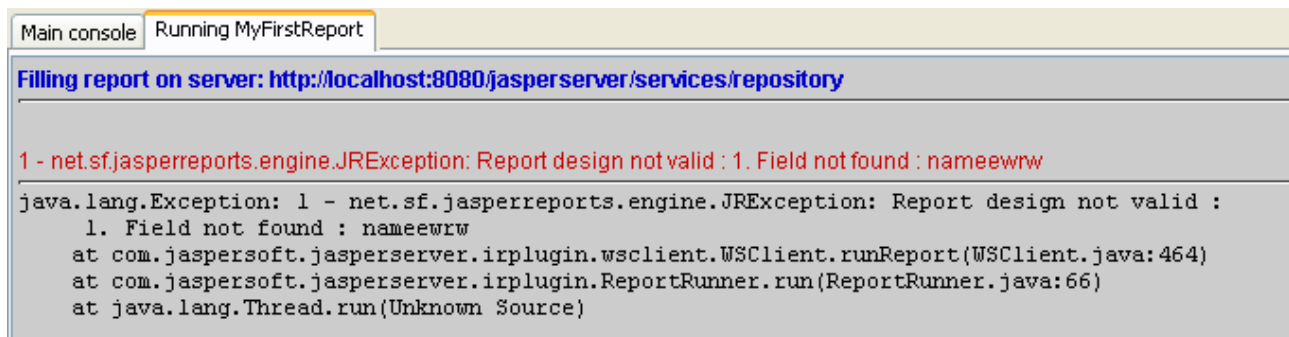 Main console Running MyFirstReport
Filling report on server: http://localhost:8080/jasperserver/services/repository
1 - net.sf.jasperreports.engine.JRException: Report design not valid : 1. Field not found : nameewrw
java.lang.Exception: 1 - net.sf.jasperreports.engine.JRException: Report design not valid :
1. Field not found : nameewrw
at com.jaspersoft.jasperserver.irplugin.wsclient.WSClient.runReport(WSClient.java:464)
at com.jaspersoft.jasperserver.irplugin.ReportRunner.run(ReportRunner.java:66)
at java.lang.Thread.run(Unknown Source)